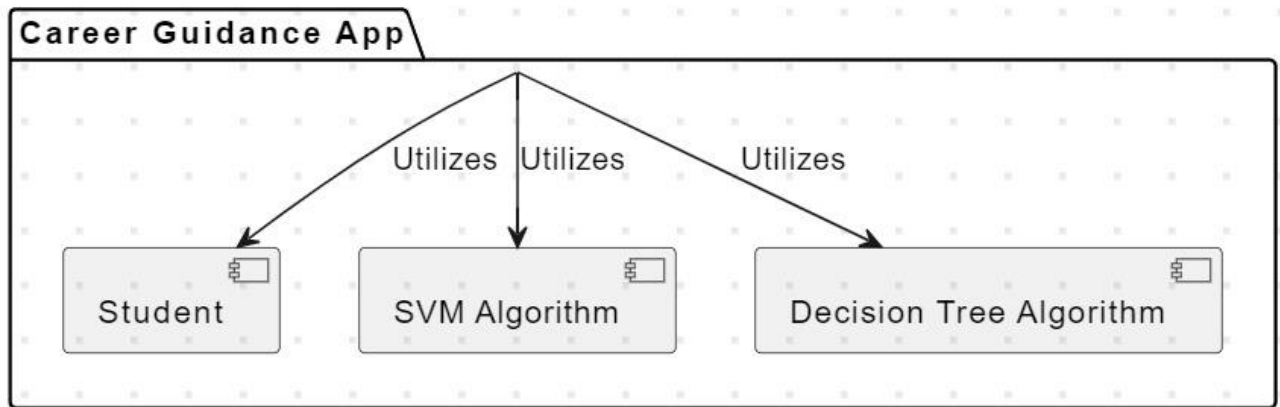 Career Guidance App
Utilizes
Utilizes
Utilizes
Student
SVM Algorithm
Decision Tree Algorithm